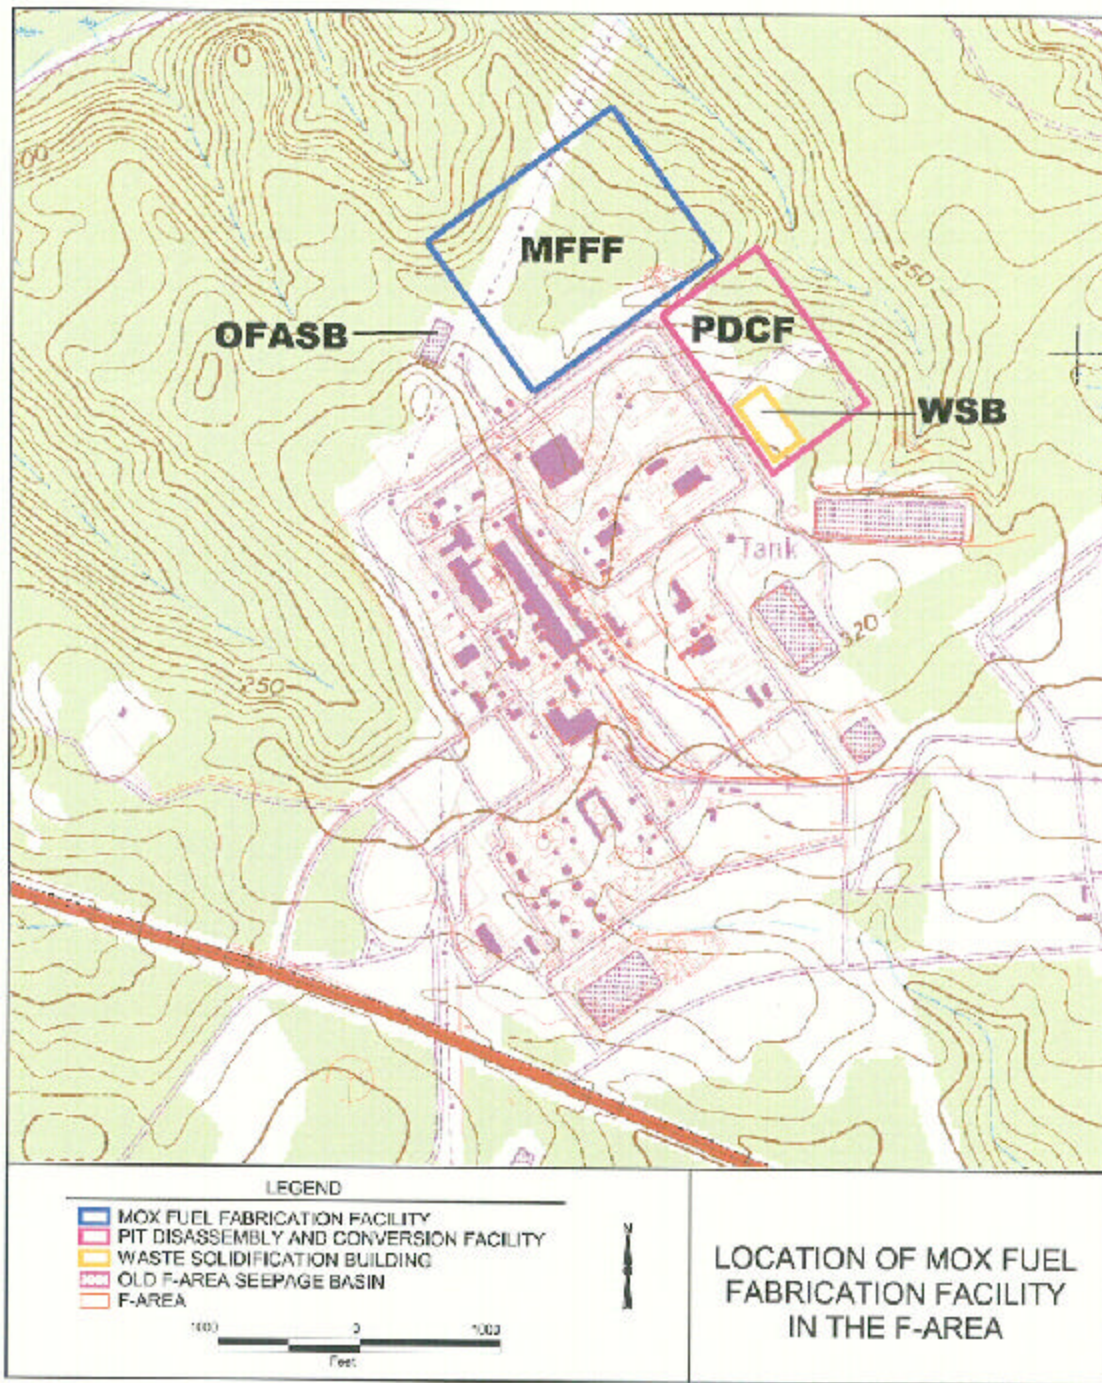 MFFF
250
OFASB
PDCF
WSB
Tank
320
250
LEGEND
MOX FUEL FABRICATION FACILITY
PIT DISASSEMBLY AND CONVERSION FACILITY
WASTE SOLIDIFICATION BUILDING
OLD F-AREA SEEPAGE BASIN
F-AREA
1000 0 1000
Feet
N
LOCATION OF MOX FUEL
FABRICATION FACILITY
IN THE F-AREA